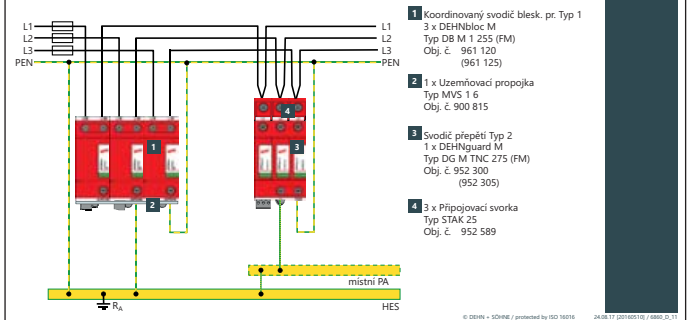 L1
L2
L3
PEN
L1
L2
L3
PEN
1
2
3
4
místní PA
HES
RA
1 Koordinovaný svodič blesk. pr. Typ 1
3 x DEHNbloc M
Typ DB M 1 255 (FM)
Obj. č. 961 120
(961 125)
2 1 x Uzemňovací propojka
Typ MVS 1 6
Obj. č. 900 815
3 Svodič přepětí Typ 2
1 x DEHNguard M
Typ DG M TNC 275 (FM)
Obj. č. 952 300
(952 305)
4 3 x Připojovací svorka
Typ STAK 25
Obj. č. 952 589
© DEHN + SÖHNE / protected by ISO 16016
24.08.17 [20160510] / 6860_D_11